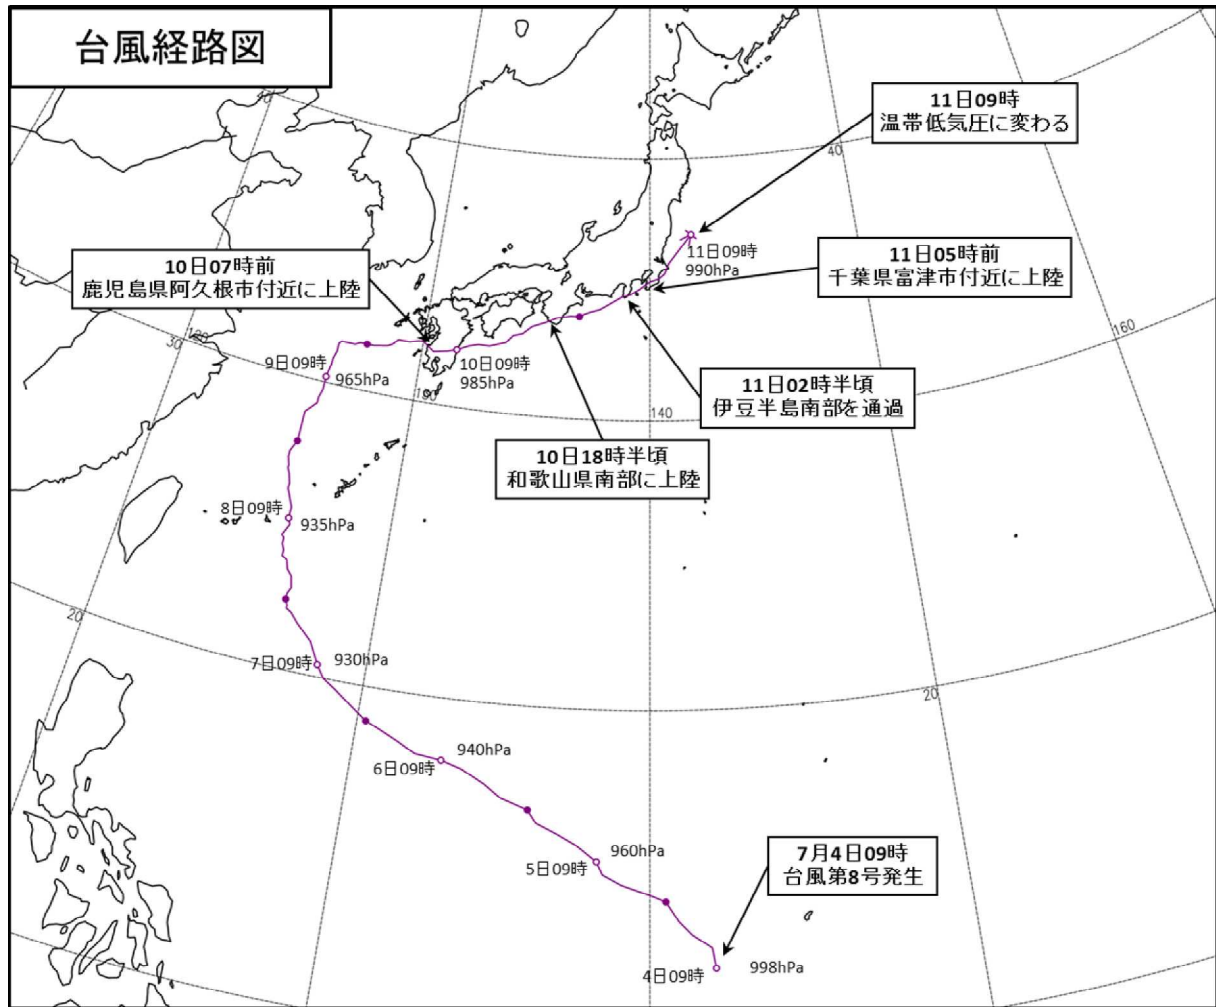 台風経路図
11日09時
温帯低気圧に変わる
40
11日09時
990hPa
11日05時前
千葉県富津市付近に上陸
10日07時前
鹿児島県阿久根市付近に上陸
120
30
160
9日09時
965hPa
10日09時
985hPa
11日02時半頃
伊豆半島南部を通過
140
10日18時半頃
和歌山県南部に上陸
8日09時
935hPa
20
7日09時
930hPa
20
940hPa
6日09時
960hPa
5日09時
7月4日09時
台風第8号発生
4日09時
998hPa